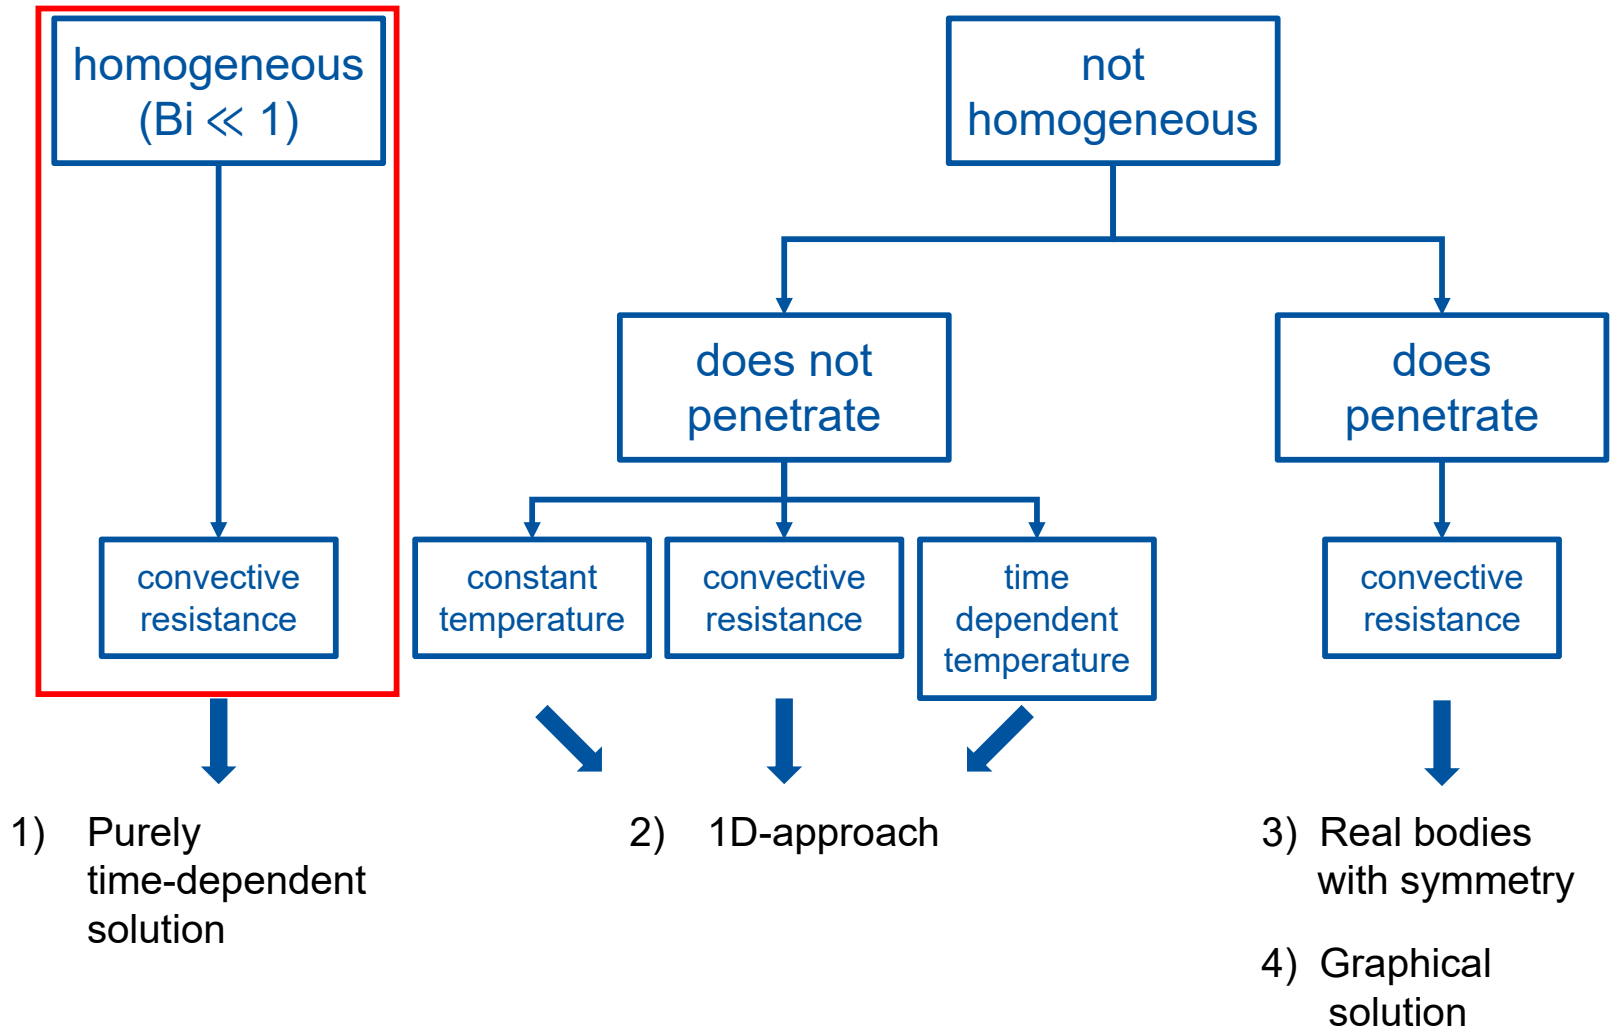 homogeneous
(Bi ≪ 1)
not
homogeneous
does not
penetrate
does
penetrate
convective
resistance
constant
temperature
convective
resistance
time
dependent
temperature
convective
resistance
1) Purely
time-dependent
solution
2) 1D-approach
3) Real bodies
with symmetry
4) Graphical
solution